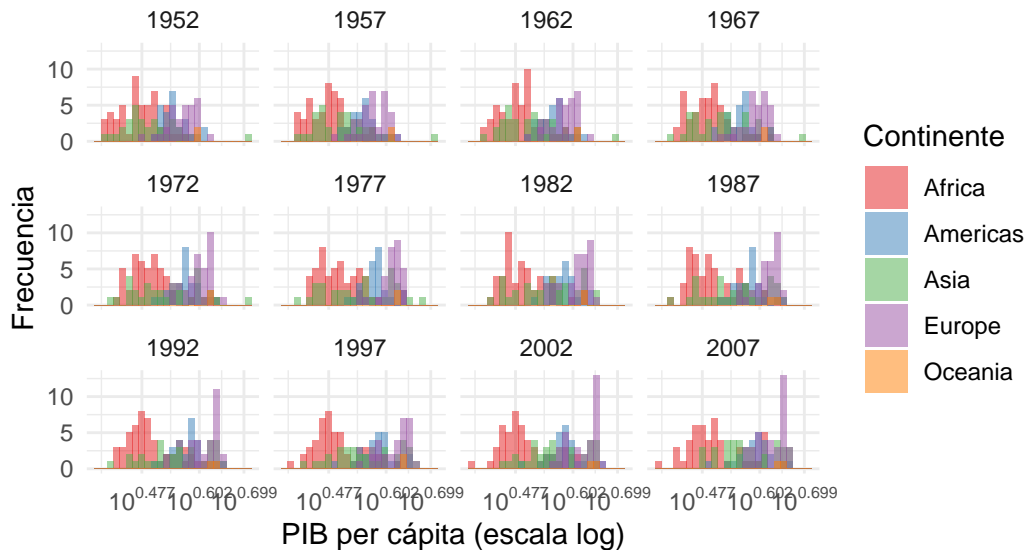 1952 1957 1962 1967
1972 1977 1982 1987
1992 1997 2002 2007
Frecuencia
10
5
0
10
5
0
10
5
0
10^0.477 10^0.602 10^0.699 10^0.477 10^0.602 10^0.699 10^0.477 10^0.602 10^0.699 10^0.477 10^0.602 10^0.699
PIB per cápita (escala log)
Continente
Africa
Americas
Asia
Europe
Oceania